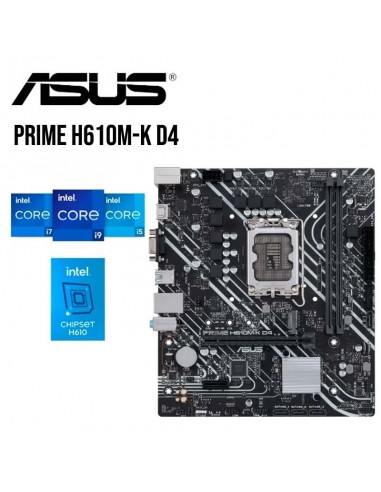 ASUS®
PRIME H610M-K D4
intel
CORE
i7
intel
CORE
i9
intel
CORE
i5
intel
CHIPSET
H610
PRIME H610M-K D4
ASUS